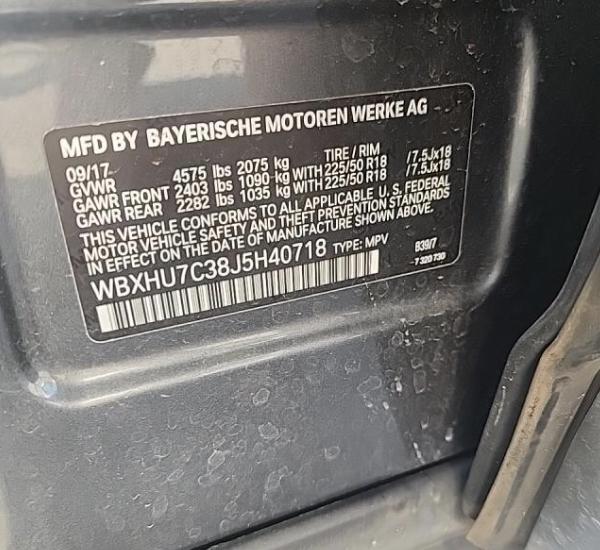 MFD BY BAYERISCHE MOTOREN WERKE AG
09/17 TIRE / RIM
GVWR 4575 lbs 2075 kg
GAWR FRONT 2403 lbs 1090 kg WITH 225/50 R18 /7.5Jx18
GAWR REAR 2282 lbs 1035 kg WITH 225/50 R18 /7.5Jx18
THIS VEHICLE CONFORMS TO ALL APPLICABLE U.S. FEDERAL
MOTOR VEHICLE SAFETY AND THEFT PREVENTION STANDARDS
IN EFFECT ON THE DATE OF MANUFACTURE SHOWN ABOVE.
WBXHU7C38J5H40718 TYPE: MPV B39/7
-7 320 730